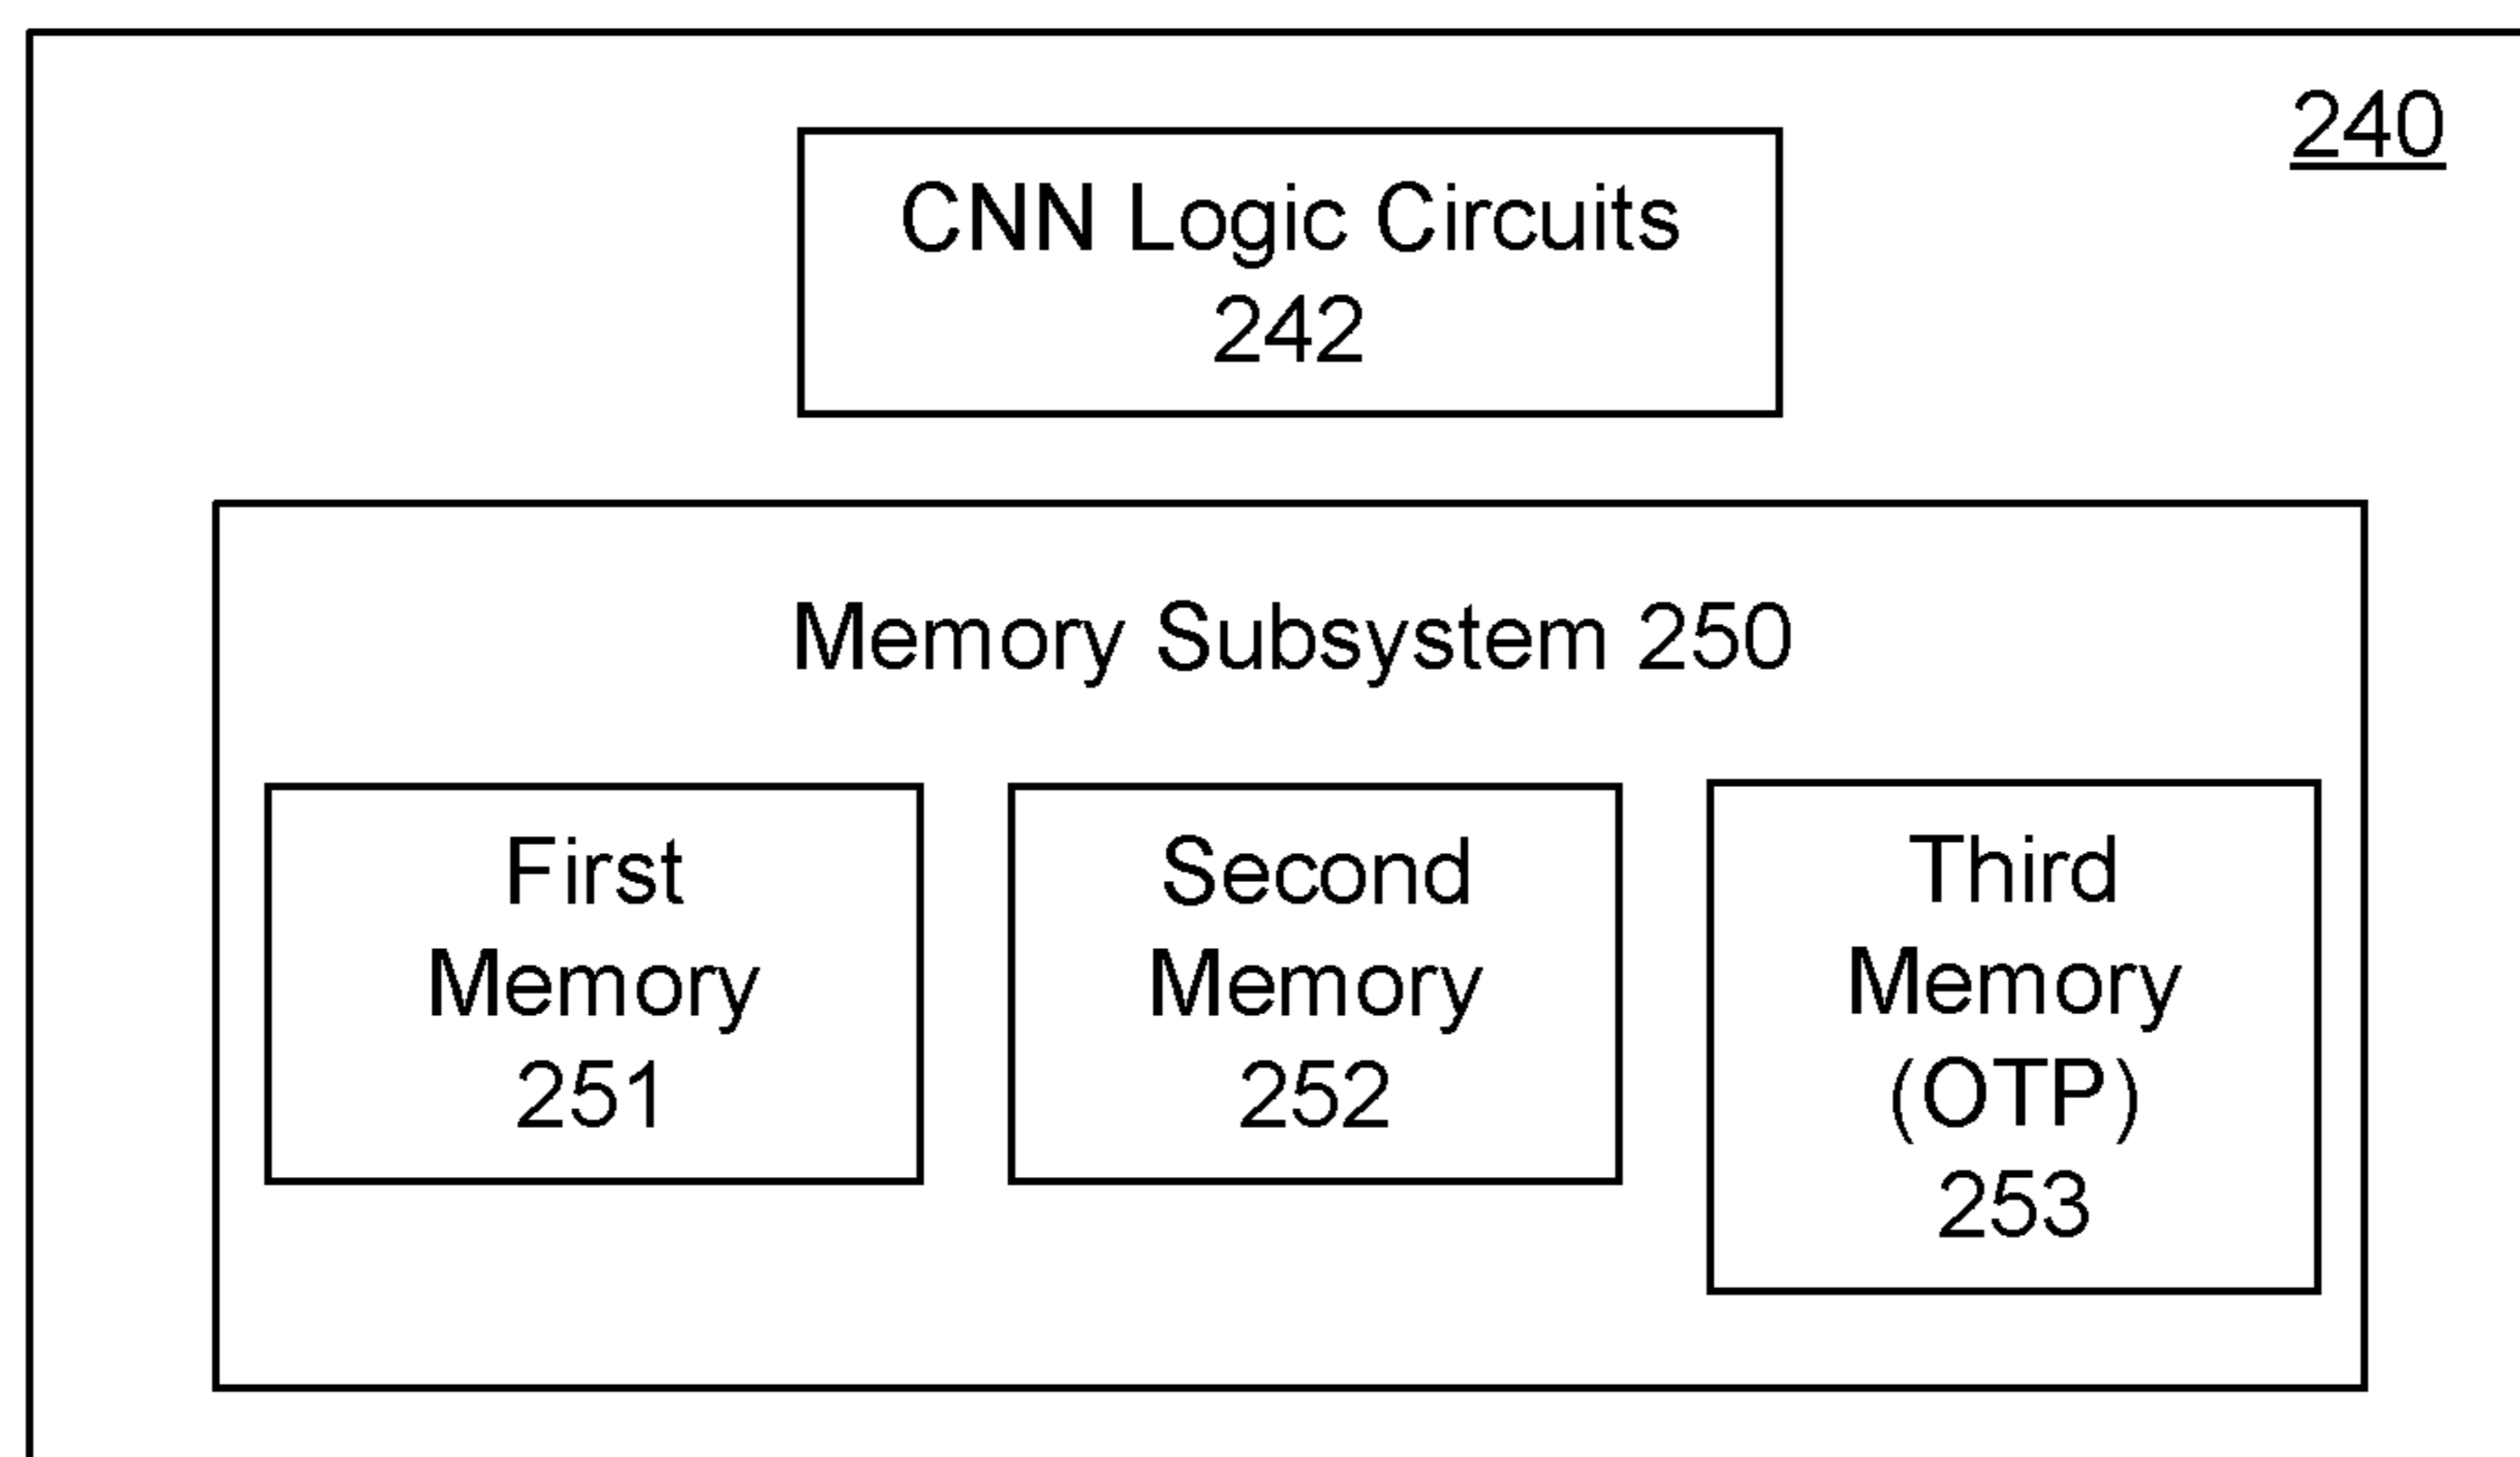 240
CNN Logic Circuits
242
Memory Subsystem 250
First
Memory
251
Second
Memory
252
Third
Memory
(OTP)
253